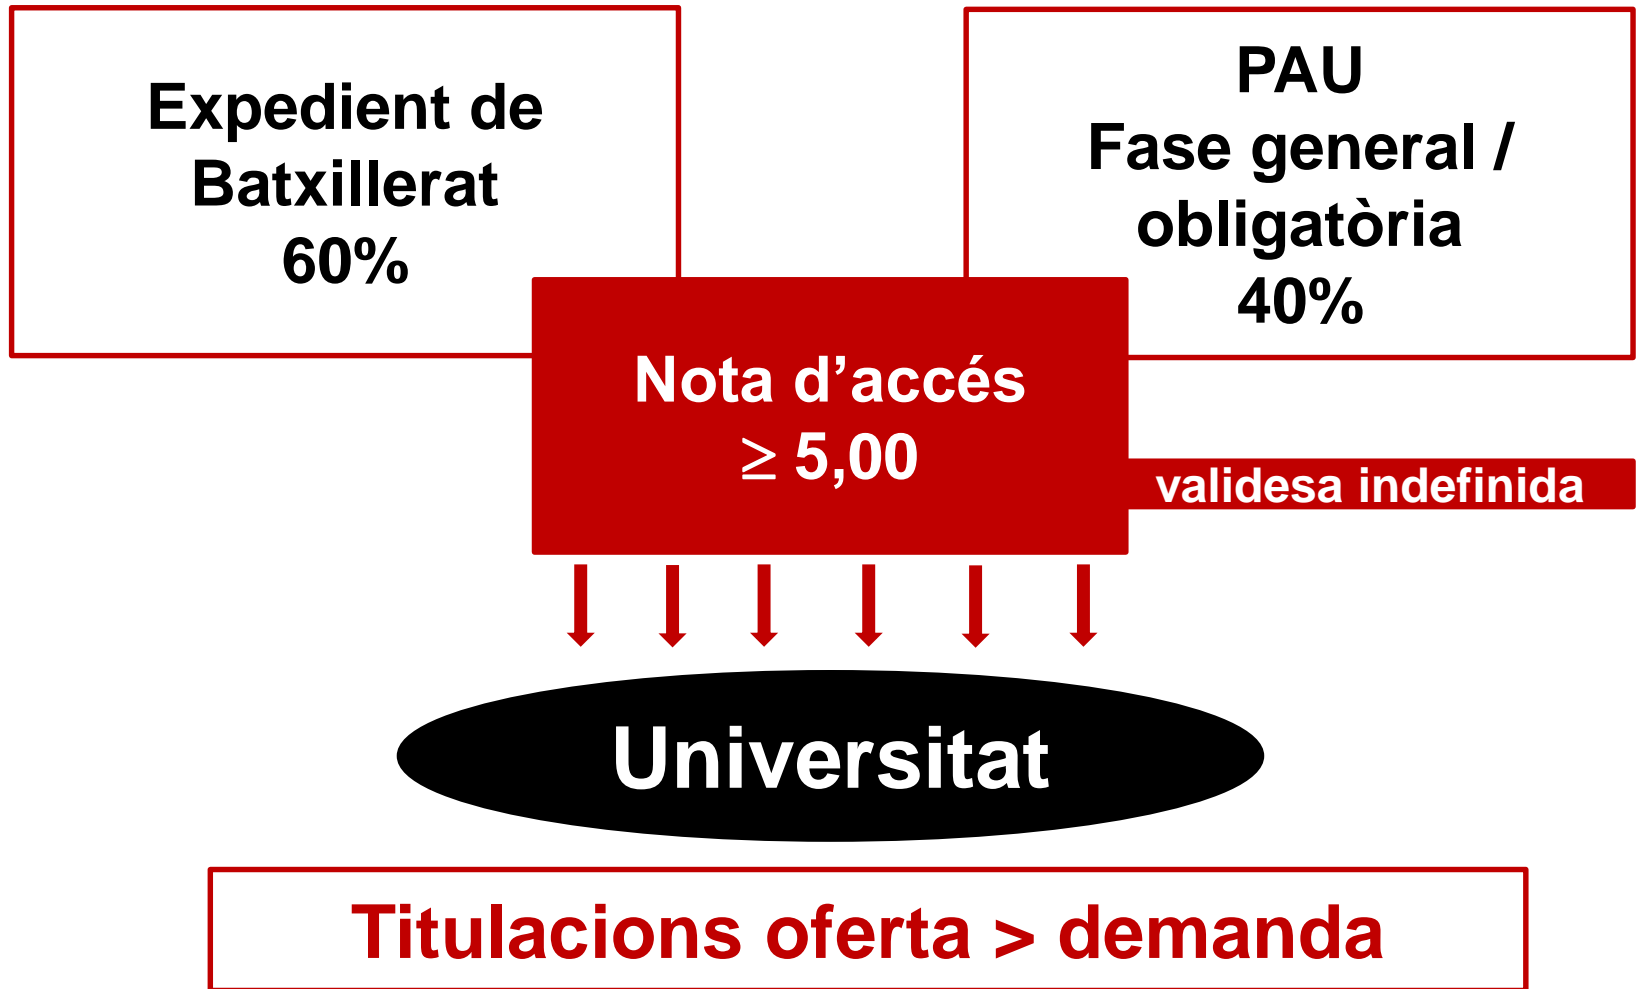 Expedient de
Batxillerat
60%
PAU
Fase general /
obligatòria
40%
Nota d’accés
≥ 5,00
validesa indefinida
Universitat
Titulacions oferta > demanda